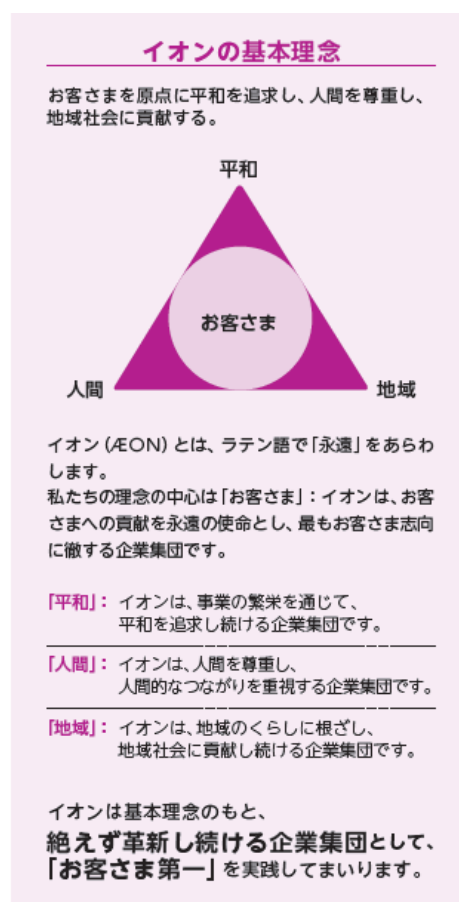 イオンの基本理念
お客さまを原点に平和を追求し、人間を尊重し、
地域社会に貢献する。
平和
お客さま
人間
地域
イオン(ÆON)とは、ラテン語で「永遠」をあらわ
します。
私たちの理念の中心は「お客さま」:イオンは、お客
さまへの貢献を永遠の使命とし、最もお客さま志向
に徹する企業集団です。
「平和」: イオンは、事業の繁栄を通じて、
平和を追求し続ける企業集団です。
「人間」: イオンは、人間を尊重し、
人間的なつながりを重視する企業集団です。
「地域」: イオンは、地域のくらしに根ざし、
地域社会に貢献し続ける企業集団です。
イオンは基本理念のもと、
絶えず革新し続ける企業集団として、
「お客さま第一」を実践してまいります。